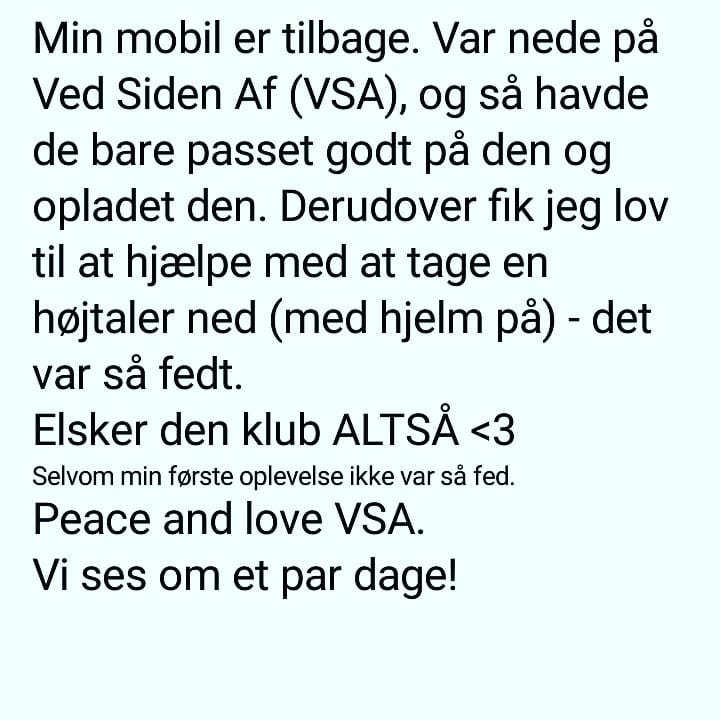 Min mobil er tilbage. Var nede på
Ved Siden Af (VSA), og så havde
de bare passet godt på den og
opladet den. Derudover fik jeg lov
til at hjælpe med at tage en
højtaler ned (med hjelm på) - det
var så fedt.
Elsker den klub ALTSÅ <3
Selvom min første oplevelse ikke var så fed.
Peace and love VSA.
Vi ses om et par dage!